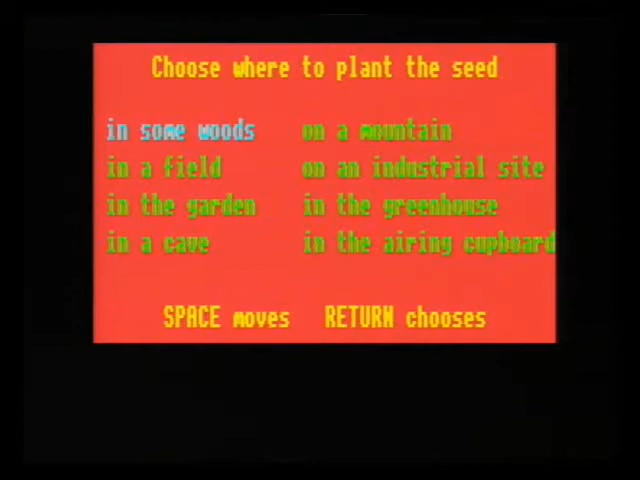 Choose where to plant the seed
in some woods on a mountain
in a field on an industrial site
in the garden in the greenhouse
in a cave in the airing cupboard
SPACE moves RETURN chooses